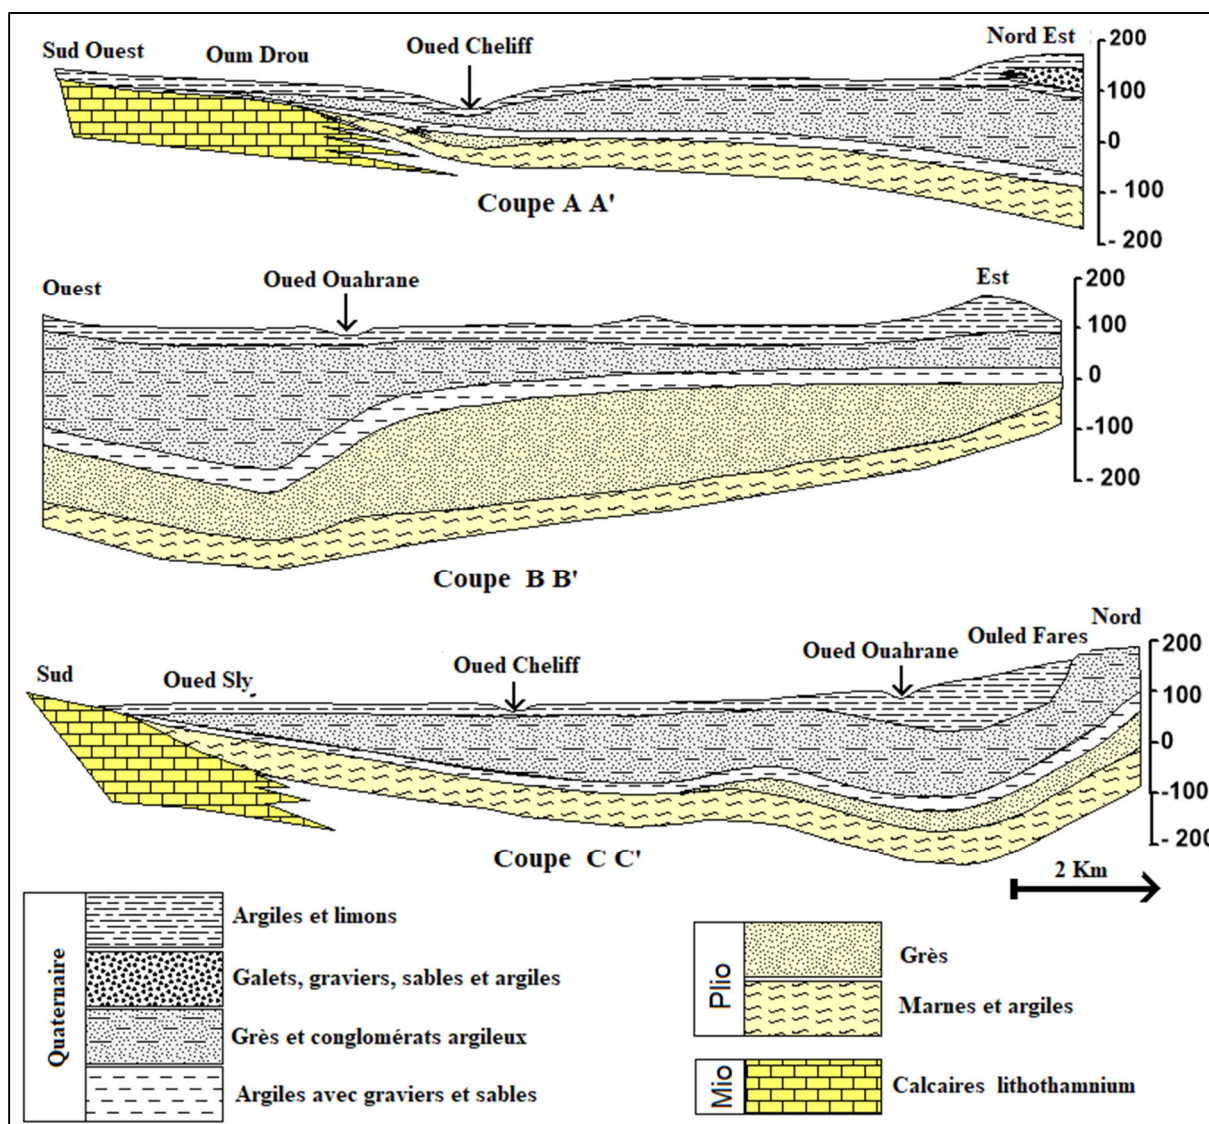 Sud Ouest
Oum Drou
Oued Cheliff
Nord Est
200
100
0
- 100
- 200
Coupe A A'
Ouest
Oued Ouahrane
Est
200
100
0
-100
- 200
Coupe B B'
Sud
Oued Sly
Oued Cheliff
Oued Ouahrane
Ouled Fares
Nord
200
100
0
-100
- 200
Coupe C C'
2 Km
Quaternaire
Argiles et limons
Galets, graviers, sables et argiles
Grès et conglomérats argileux
Argiles avec graviers et sables
Plio
Grès
Marnes et argiles
Mio
Calcaires lithothamnium